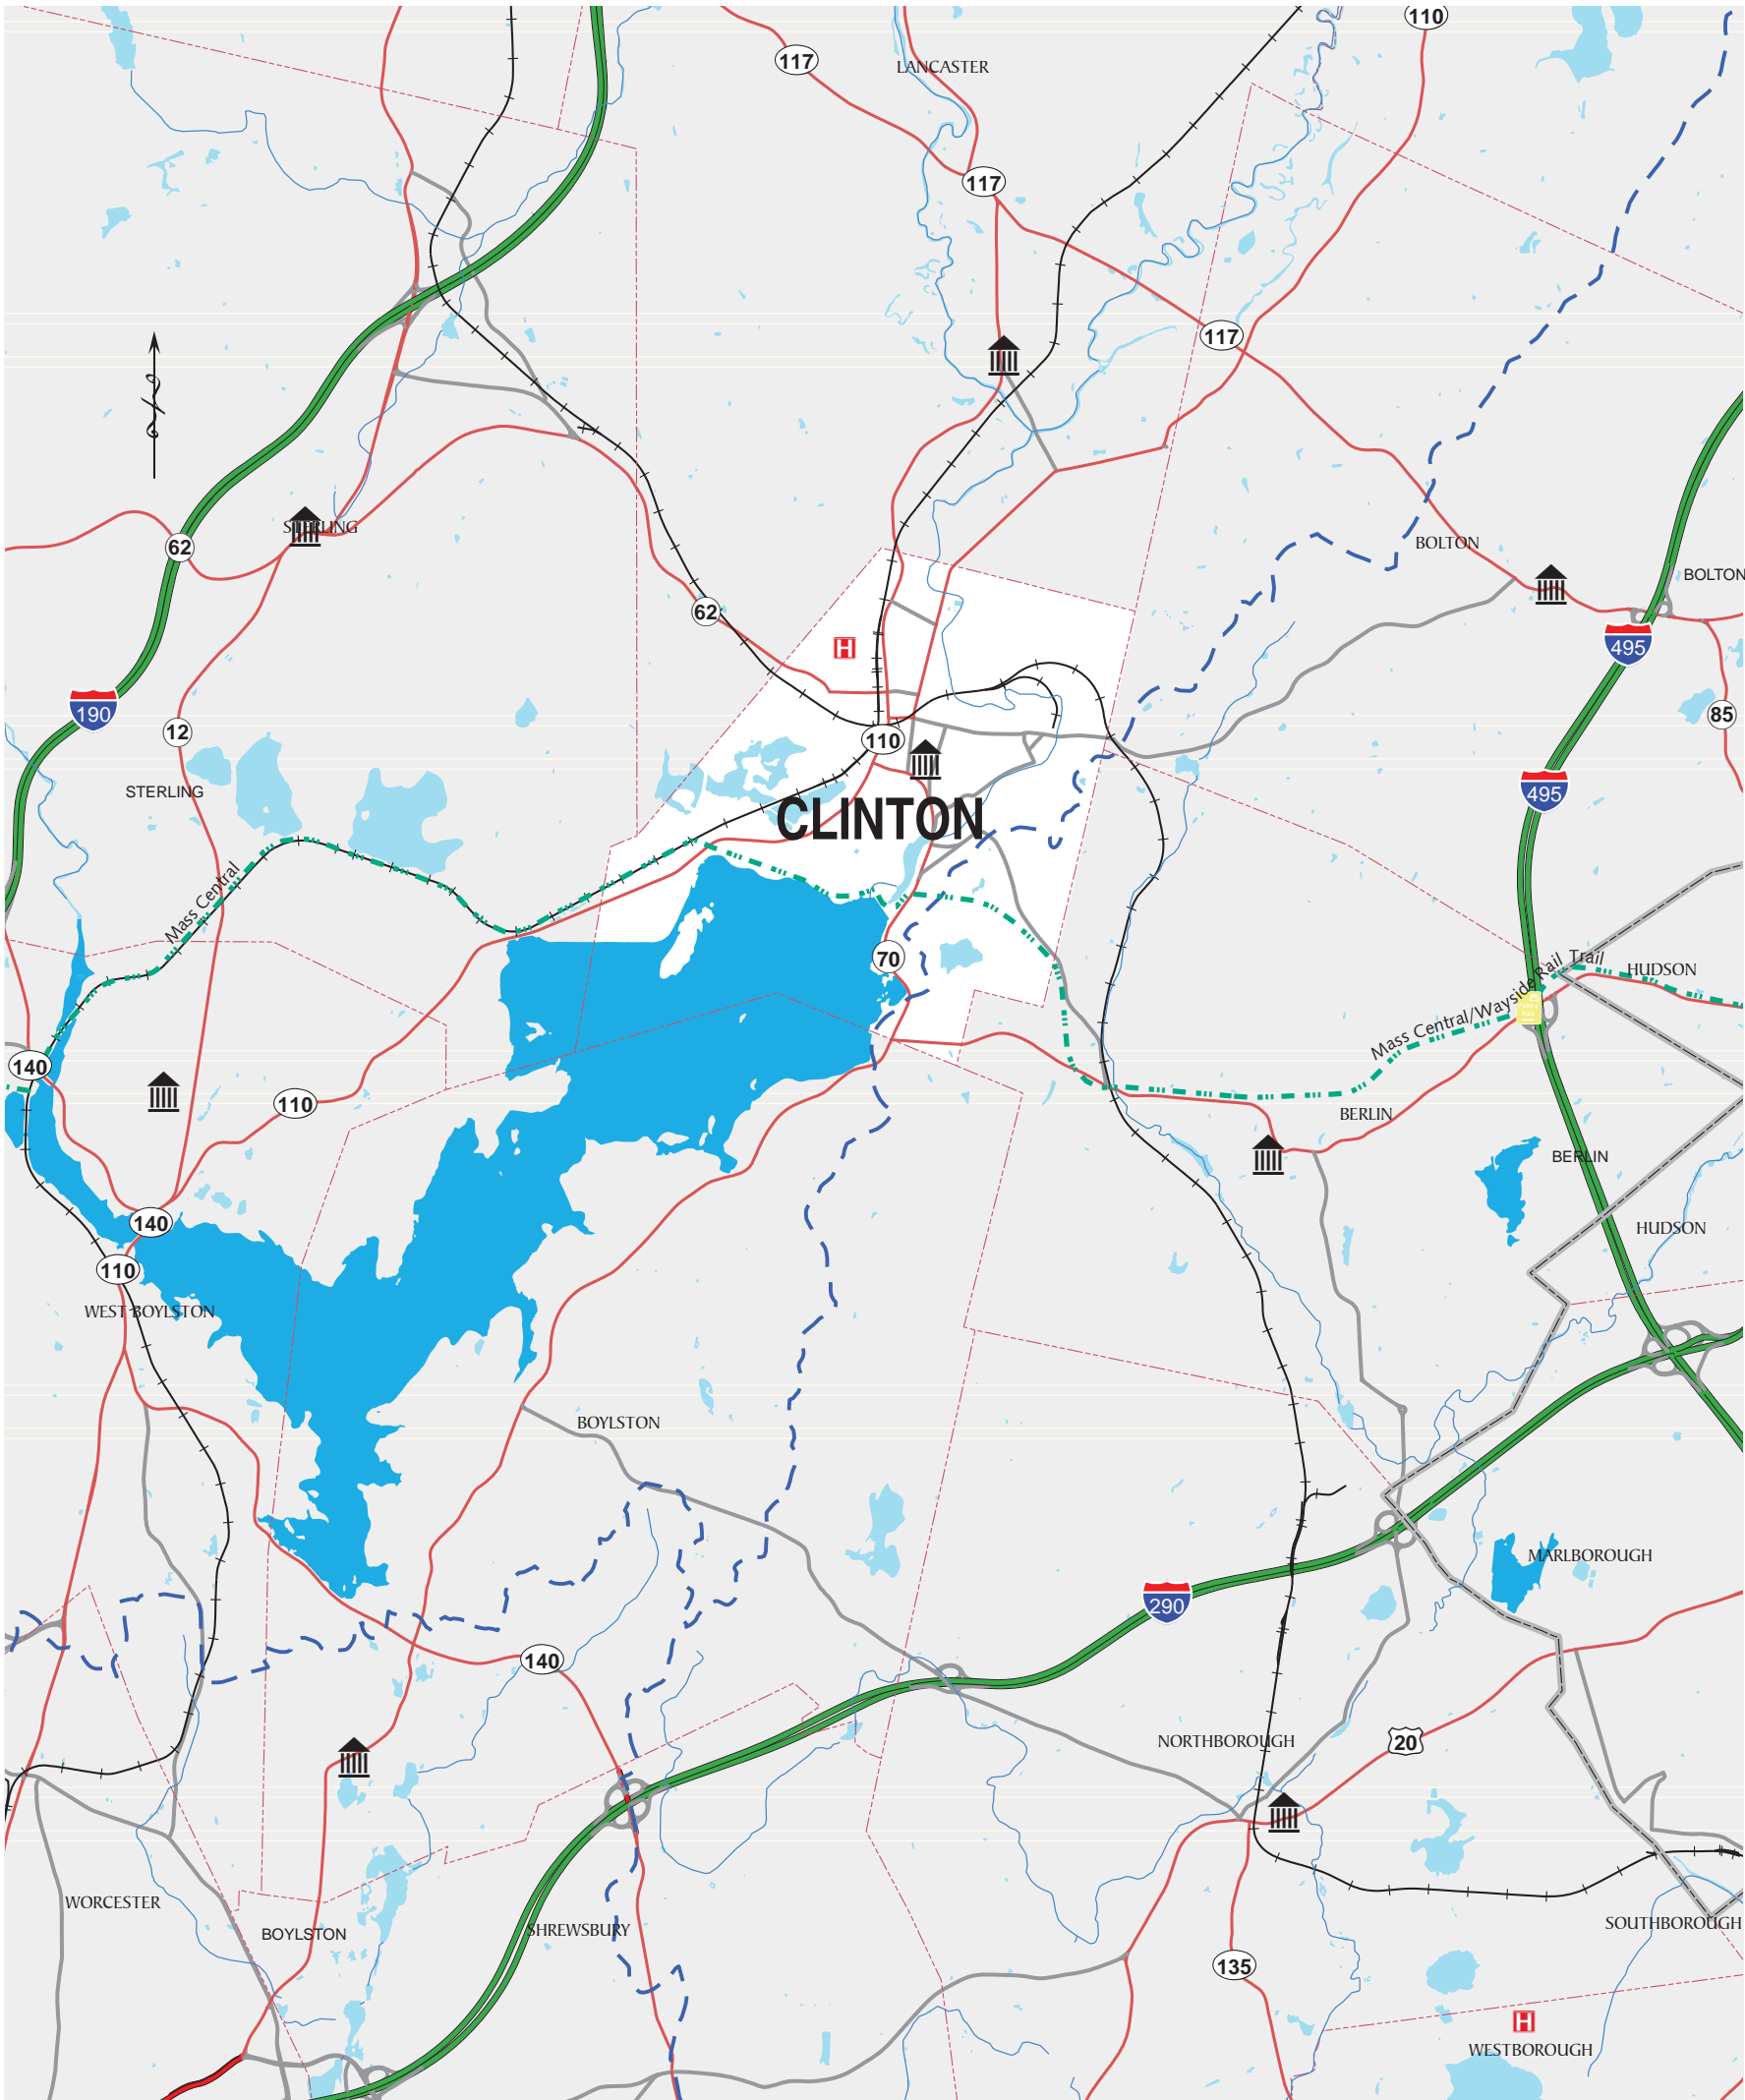 110
117
LANCASTER
117
117
STERLING
62
BOLTON
BOLTON
62
H
495
190
12
85
110
STERLING
495
CLINTON
Mass Central
70
Mass Central/Wayside Rail Trail
HUDSON
140
110
BERLIN
BERLIN
140
HUDSON
110
WEST BOYLSTON
BOYLSTON
MARLBOROUGH
290
140
NORTHBOROUGH
20
WORCESTER
SHREWSBURY
BOYLSTON
SOUTHBOROUGH
135
H
WESTBOROUGH